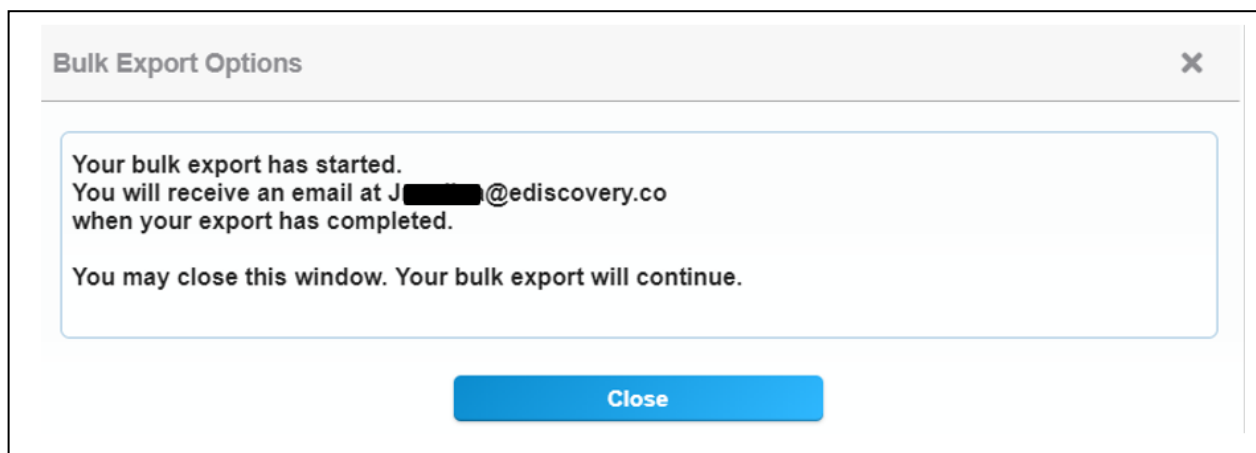 Bulk Export Options
Your bulk export has started.
You will receive an email at @ediscovery.co
when your export has completed.
You may close this window. Your bulk export will continue.
Close